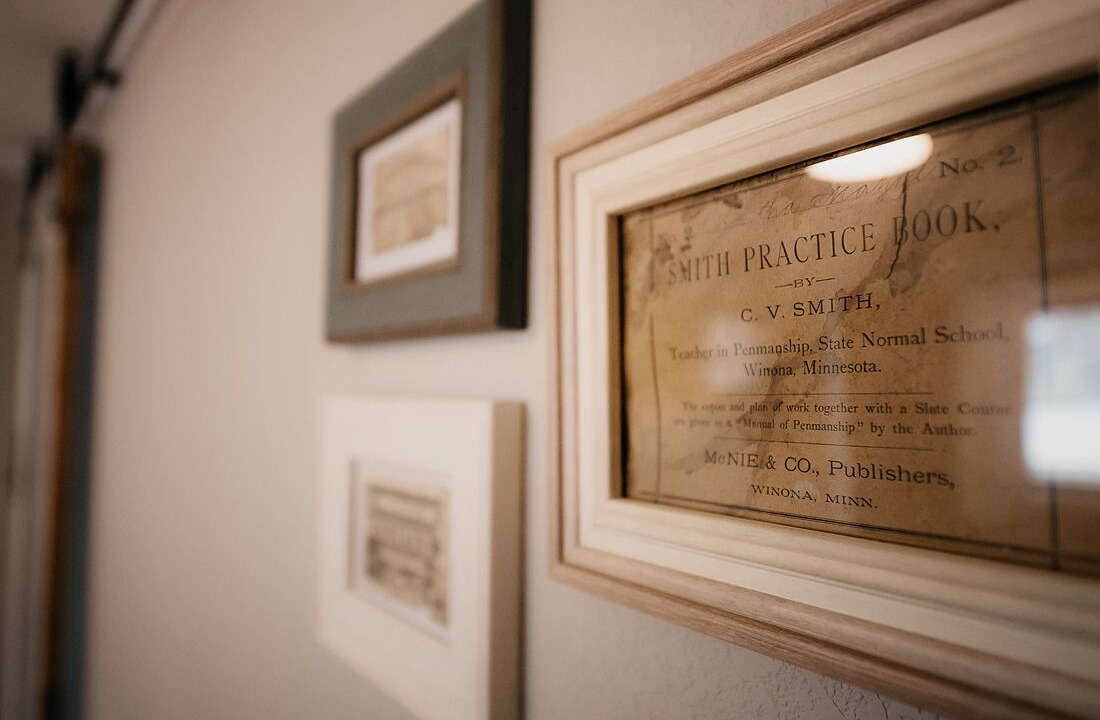 No. 2
SMITH PRACTICE BOOK,
—BY—
C. V. SMITH,
Teacher in Penmanship, State Normal School,
Winona, Minnesota.
The copies and plan of work together with a Slate Course
are given in a "Manual of Penmanship" by the Author.
McNIE & CO., Publishers,
WINONA, MINN.